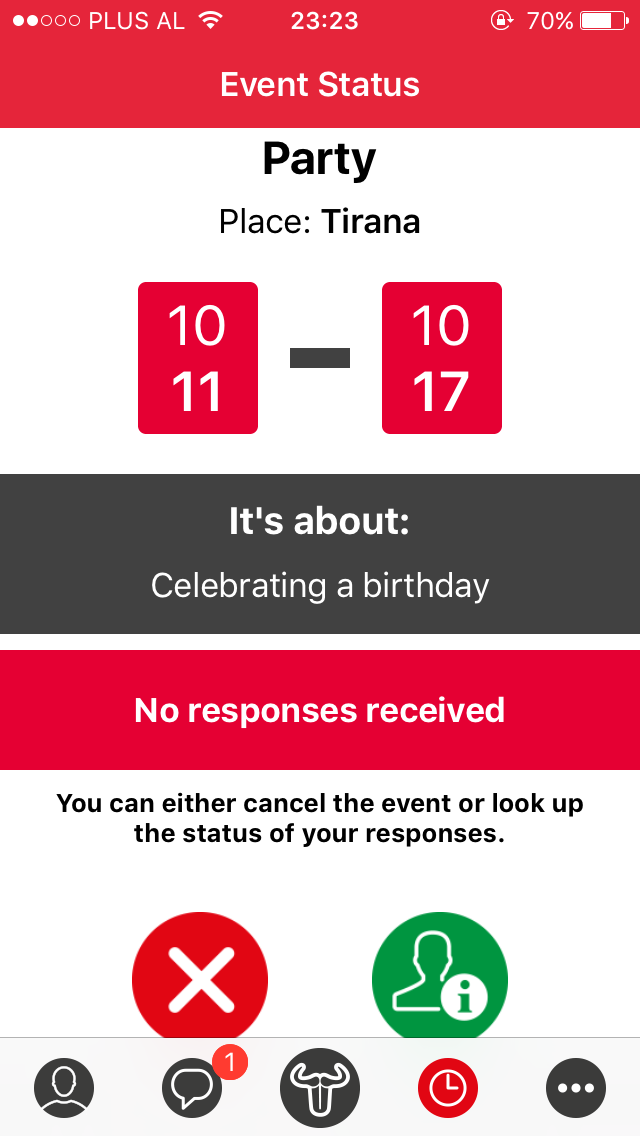 PLUS AL 23:23 70%
Event Status
Party
Place: Tirana
10 10
11 17
It's about:
Celebrating a birthday
No responses received
You can either cancel the event or look up
the status of your responses.
1